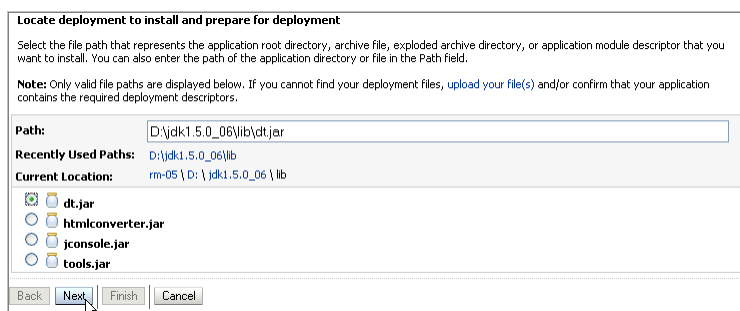 Locate deployment to install and prepare for deployment
Select the file path that represents the application root directory, archive file, exploded archive directory, or application module descriptor that you
want to install. You can also enter the path of the application directory or file in the Path field.
Note: Only valid file paths are displayed below. If you cannot find your deployment files, upload your file(s) and/or confirm that your application
contains the required deployment descriptors.
Path: D:\jdk1.5.0_06\lib\dt.jar
Recently Used Paths: D:\jdk1.5.0_06\lib
Current Location: rm-05 \ D: \ jdk1.5.0_06 \ lib
dt.jar
htmlconverter.jar
jconsole.jar
tools.jar
Back Next Finish Cancel